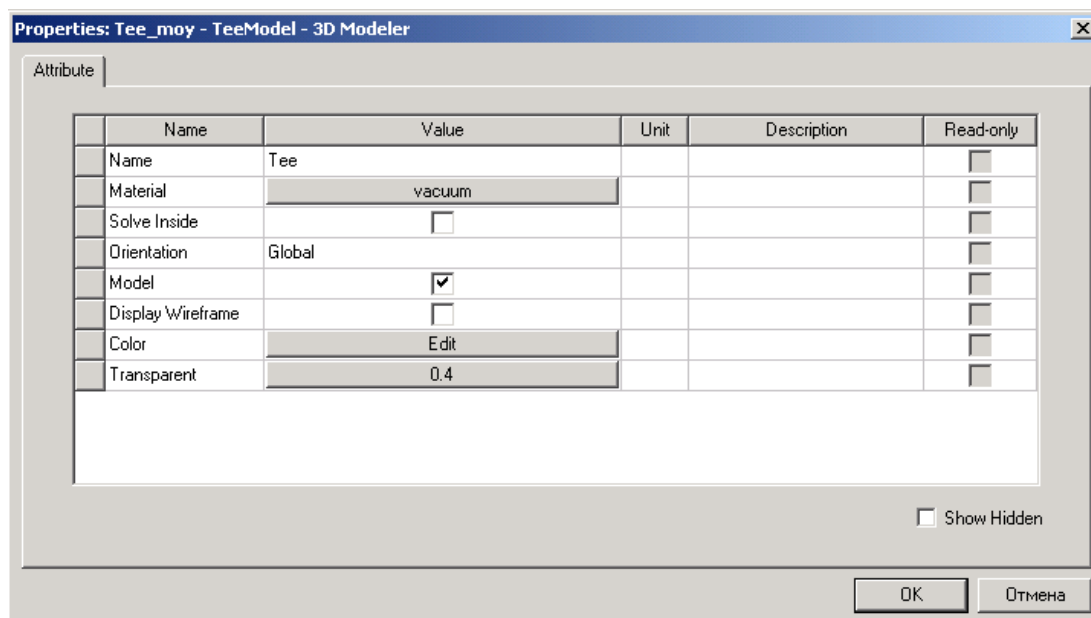 Properties: Tee_moy - TeeModel - 3D Modeler
Attribute
Name Value Unit Description Read-only
Name Tee
Material vacuum
Solve Inside
Orientation Global
Model
Display Wireframe
Color Edit
Transparent 0.4
Show Hidden
OK Отмена